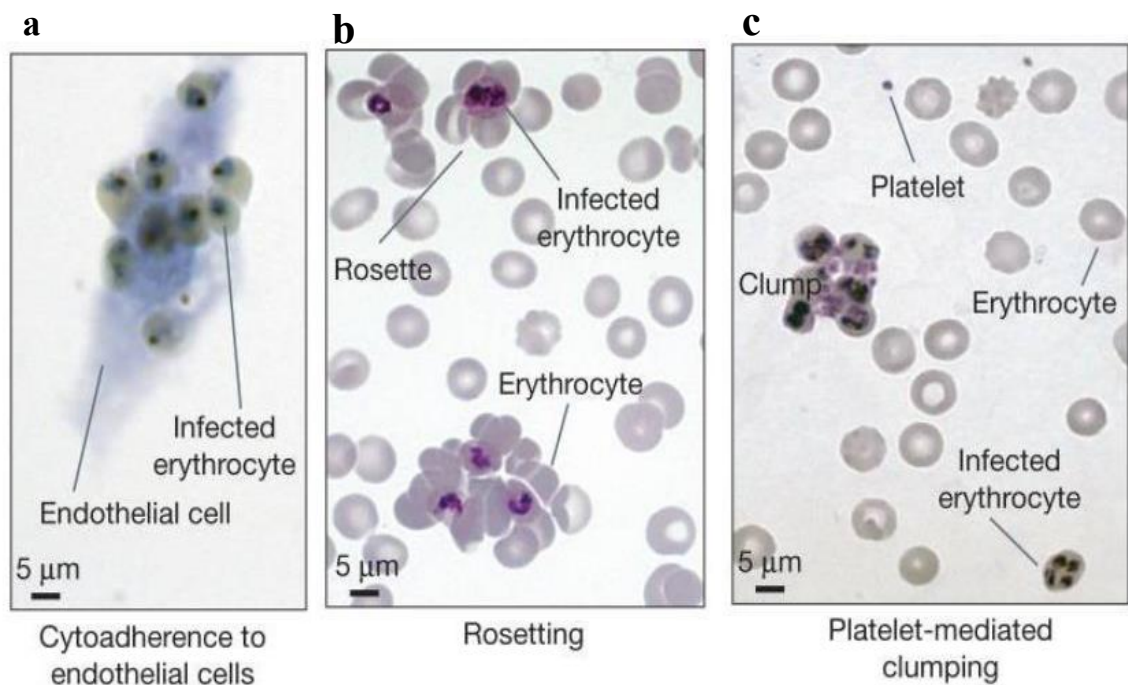 a
b
c
Infected
erythrocyte
Endothelial cell
5 μm
Cytoadherence to
endothelial cells
Infected
erythrocyte
Rosette
Erythrocyte
5 μm
Rosetting
Platelet
Clump
Erythrocyte
Infected
erythrocyte
5 μm
Platelet-mediated
clumping